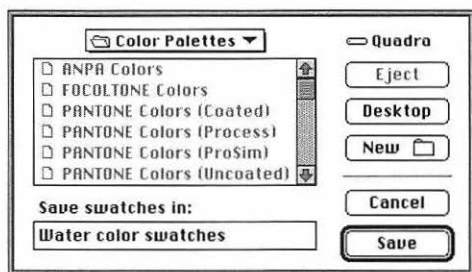 Color Palettes
ANPA Colors
FOCOLTONE Colors
PANTONE Colors (Coated)
PANTONE Colors (Process)
PANTONE Colors (ProSim)
PANTONE Colors (Uncoated)
Save swatches in:
Water color swatches
Quadra
Eject
Desktop
New
Cancel
Save